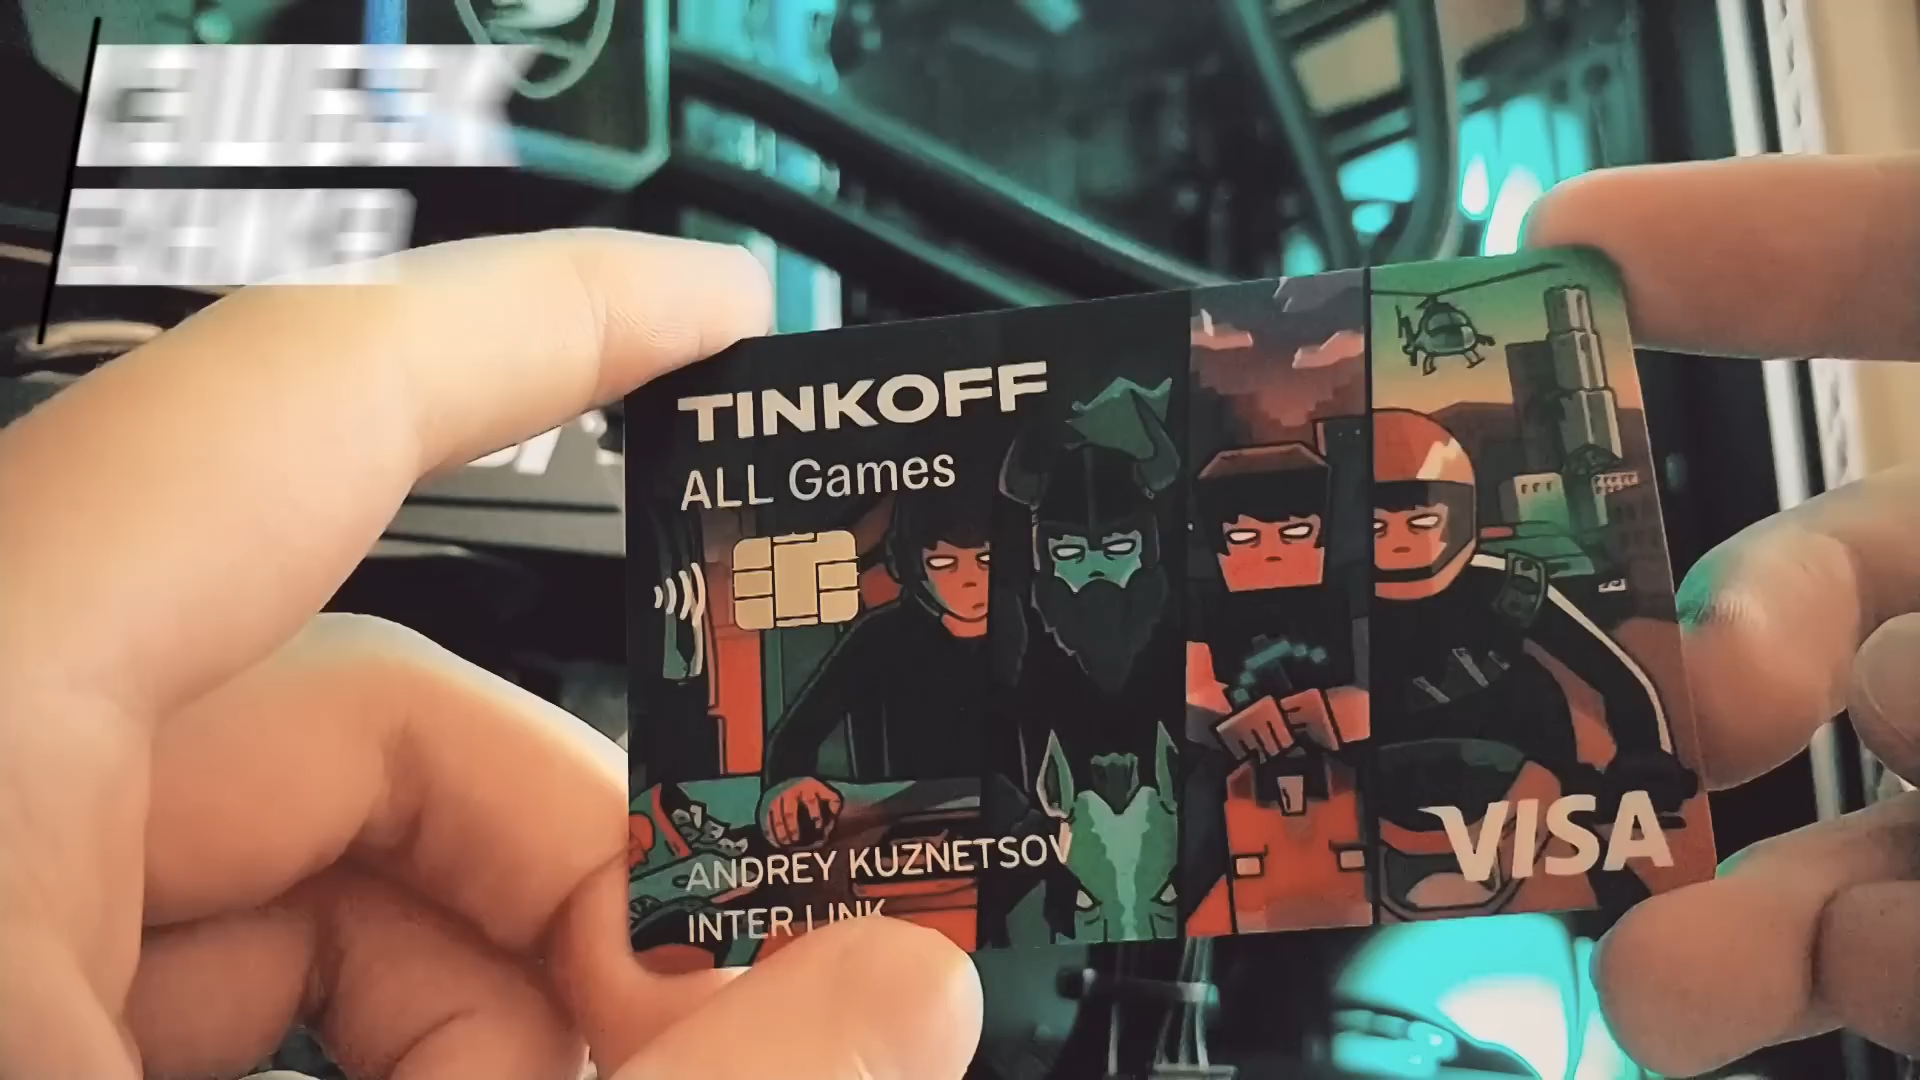 TINKOFF
ALL Games
ANDREY KUZNETSOV
INTER LINK
VISA